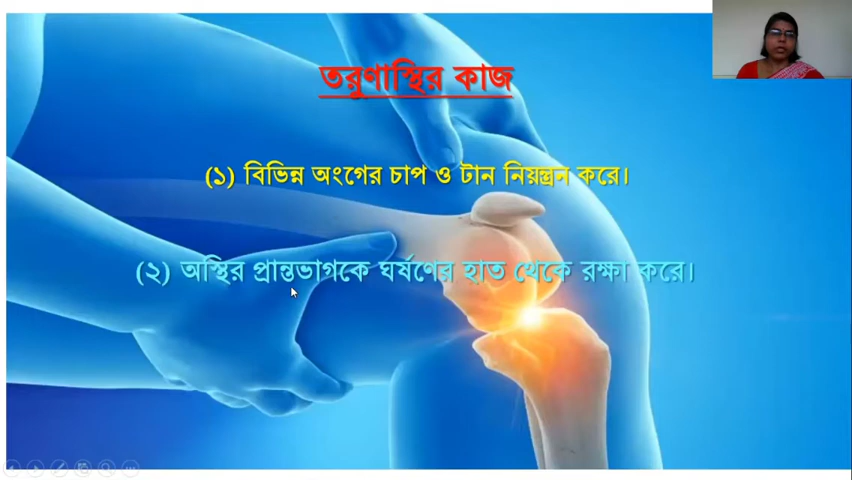 তরুণাস্থির কাজ
(১) বিভিন্ন অংগের চাপ ও টান নিয়ন্ত্রন করে।
(২) অস্থির প্রান্তভাগকে ঘর্ষণের হাত থেকে রক্ষা করে।